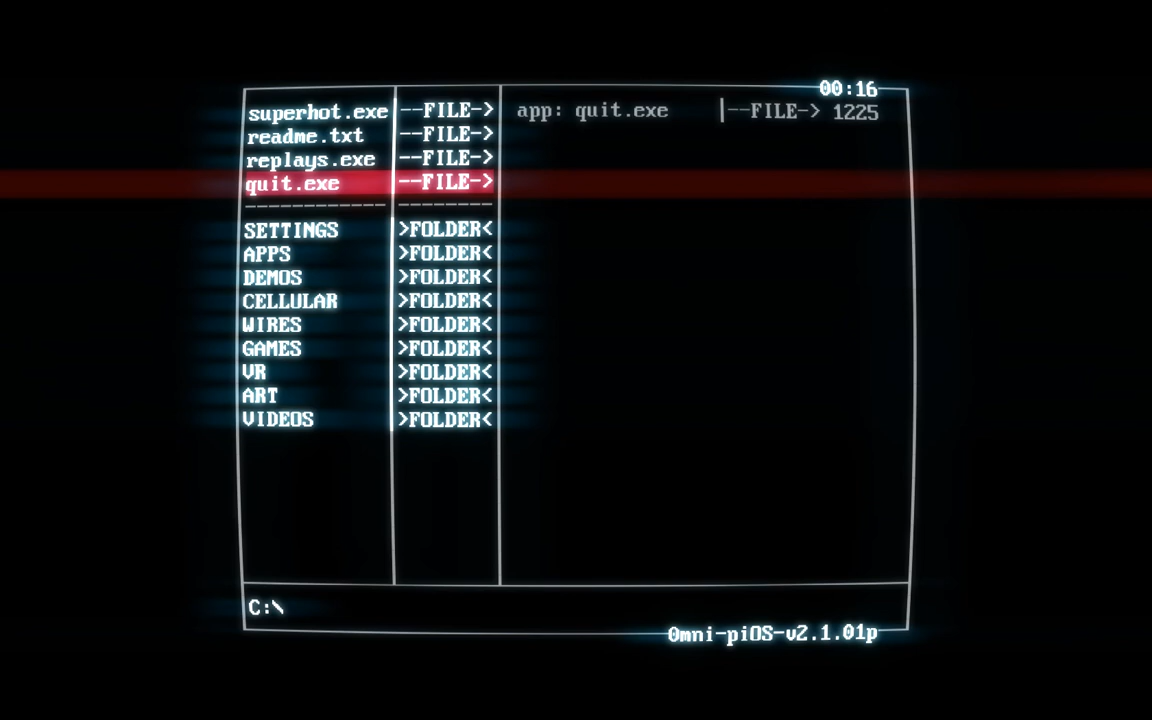 00:16
superhot.exe --FILE-> app: quit.exe |--FILE-> 1225
readme.txt --FILE->
replays.exe --FILE->
quit.exe --FILE->
------------ --------
SETTINGS >FOLDER<
APPS >FOLDER<
DEMOS >FOLDER<
CELLULAR >FOLDER<
WIRES >FOLDER<
GAMES >FOLDER<
VR >FOLDER<
ART >FOLDER<
VIDEOS >FOLDER<
C:\
Omni-piOS-v2.1.01p